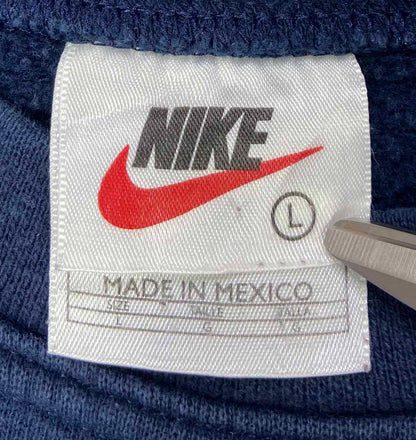 NIKE
L
MADE IN MEXICO
SIZE TAILLE TALLA
L G G